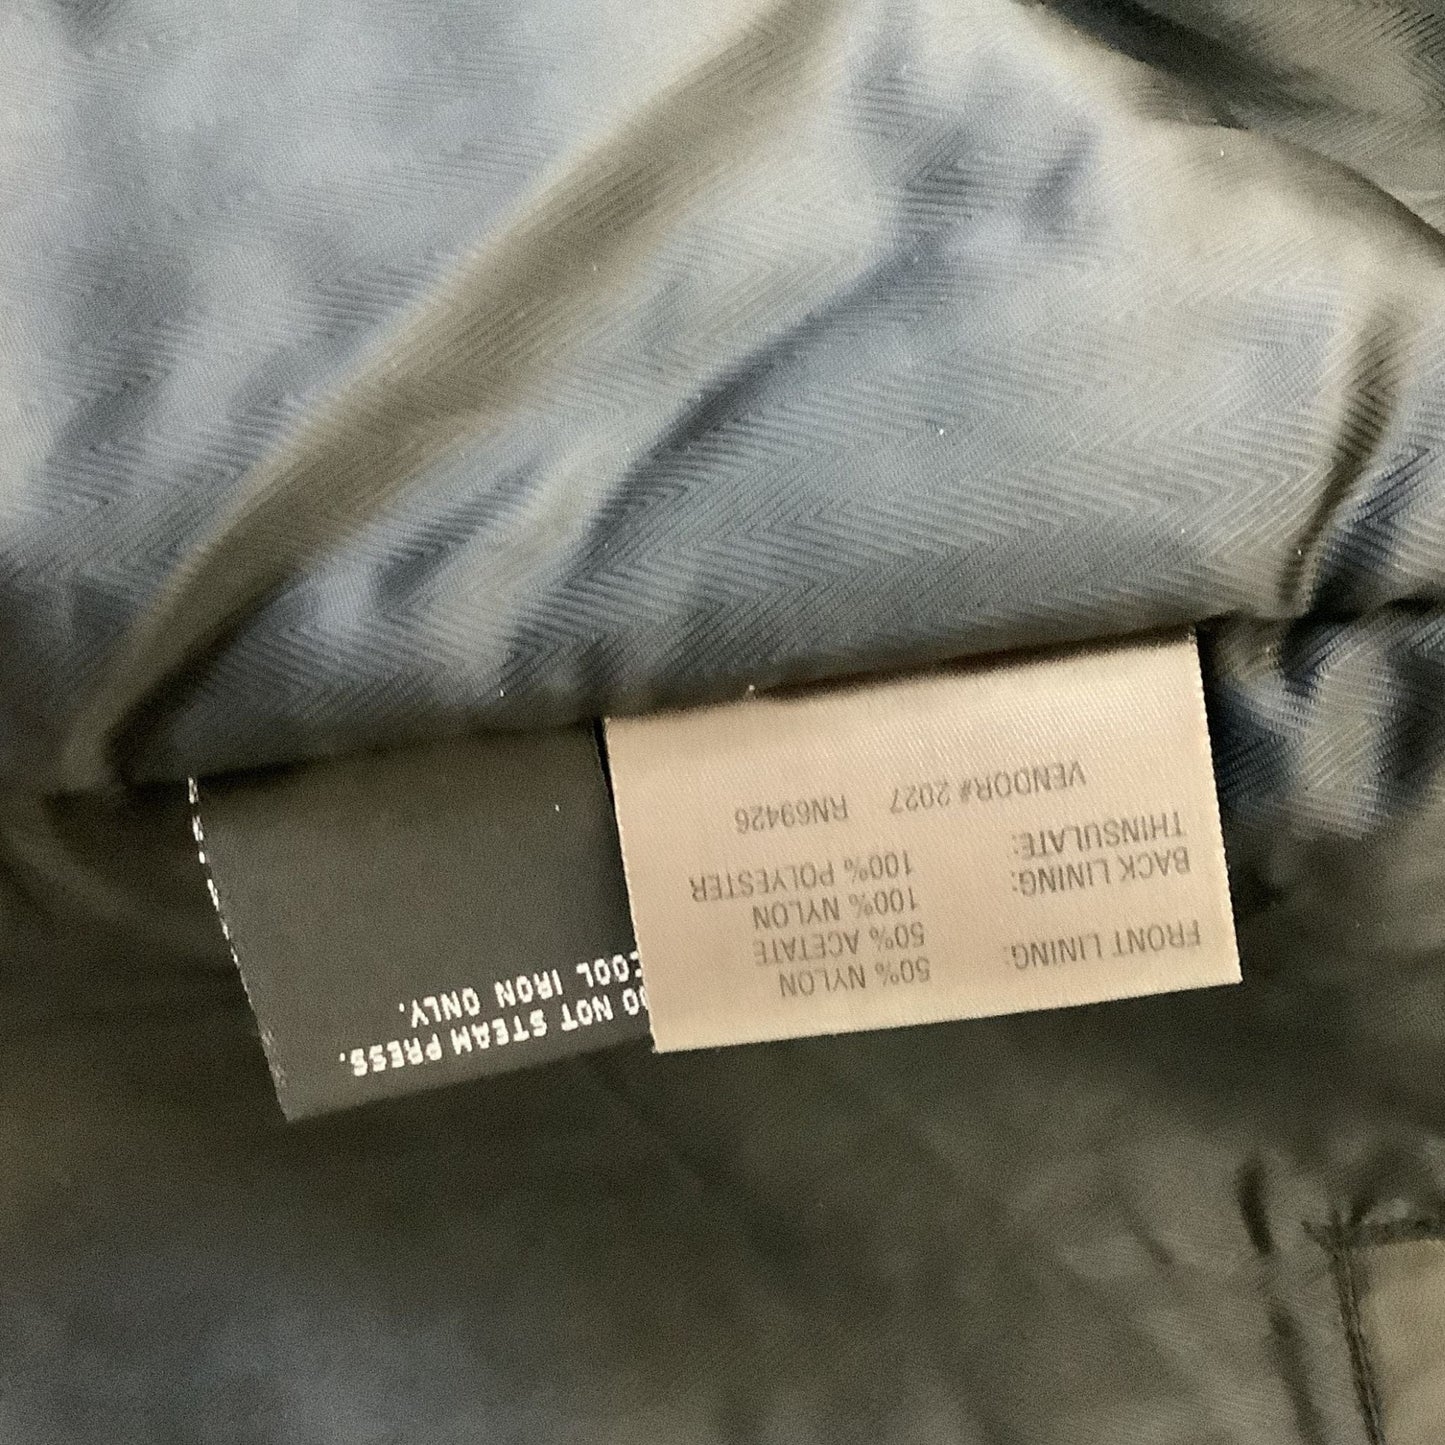 FRONT LINING: 50% NYLON
50% ACETATE
BACK LINING: 100% NYLON
THINSULATE: 100% POLYESTER
VENDOR# 2027 RN69426
DO NOT STEAM PRESS.
COOL IRON ONLY.